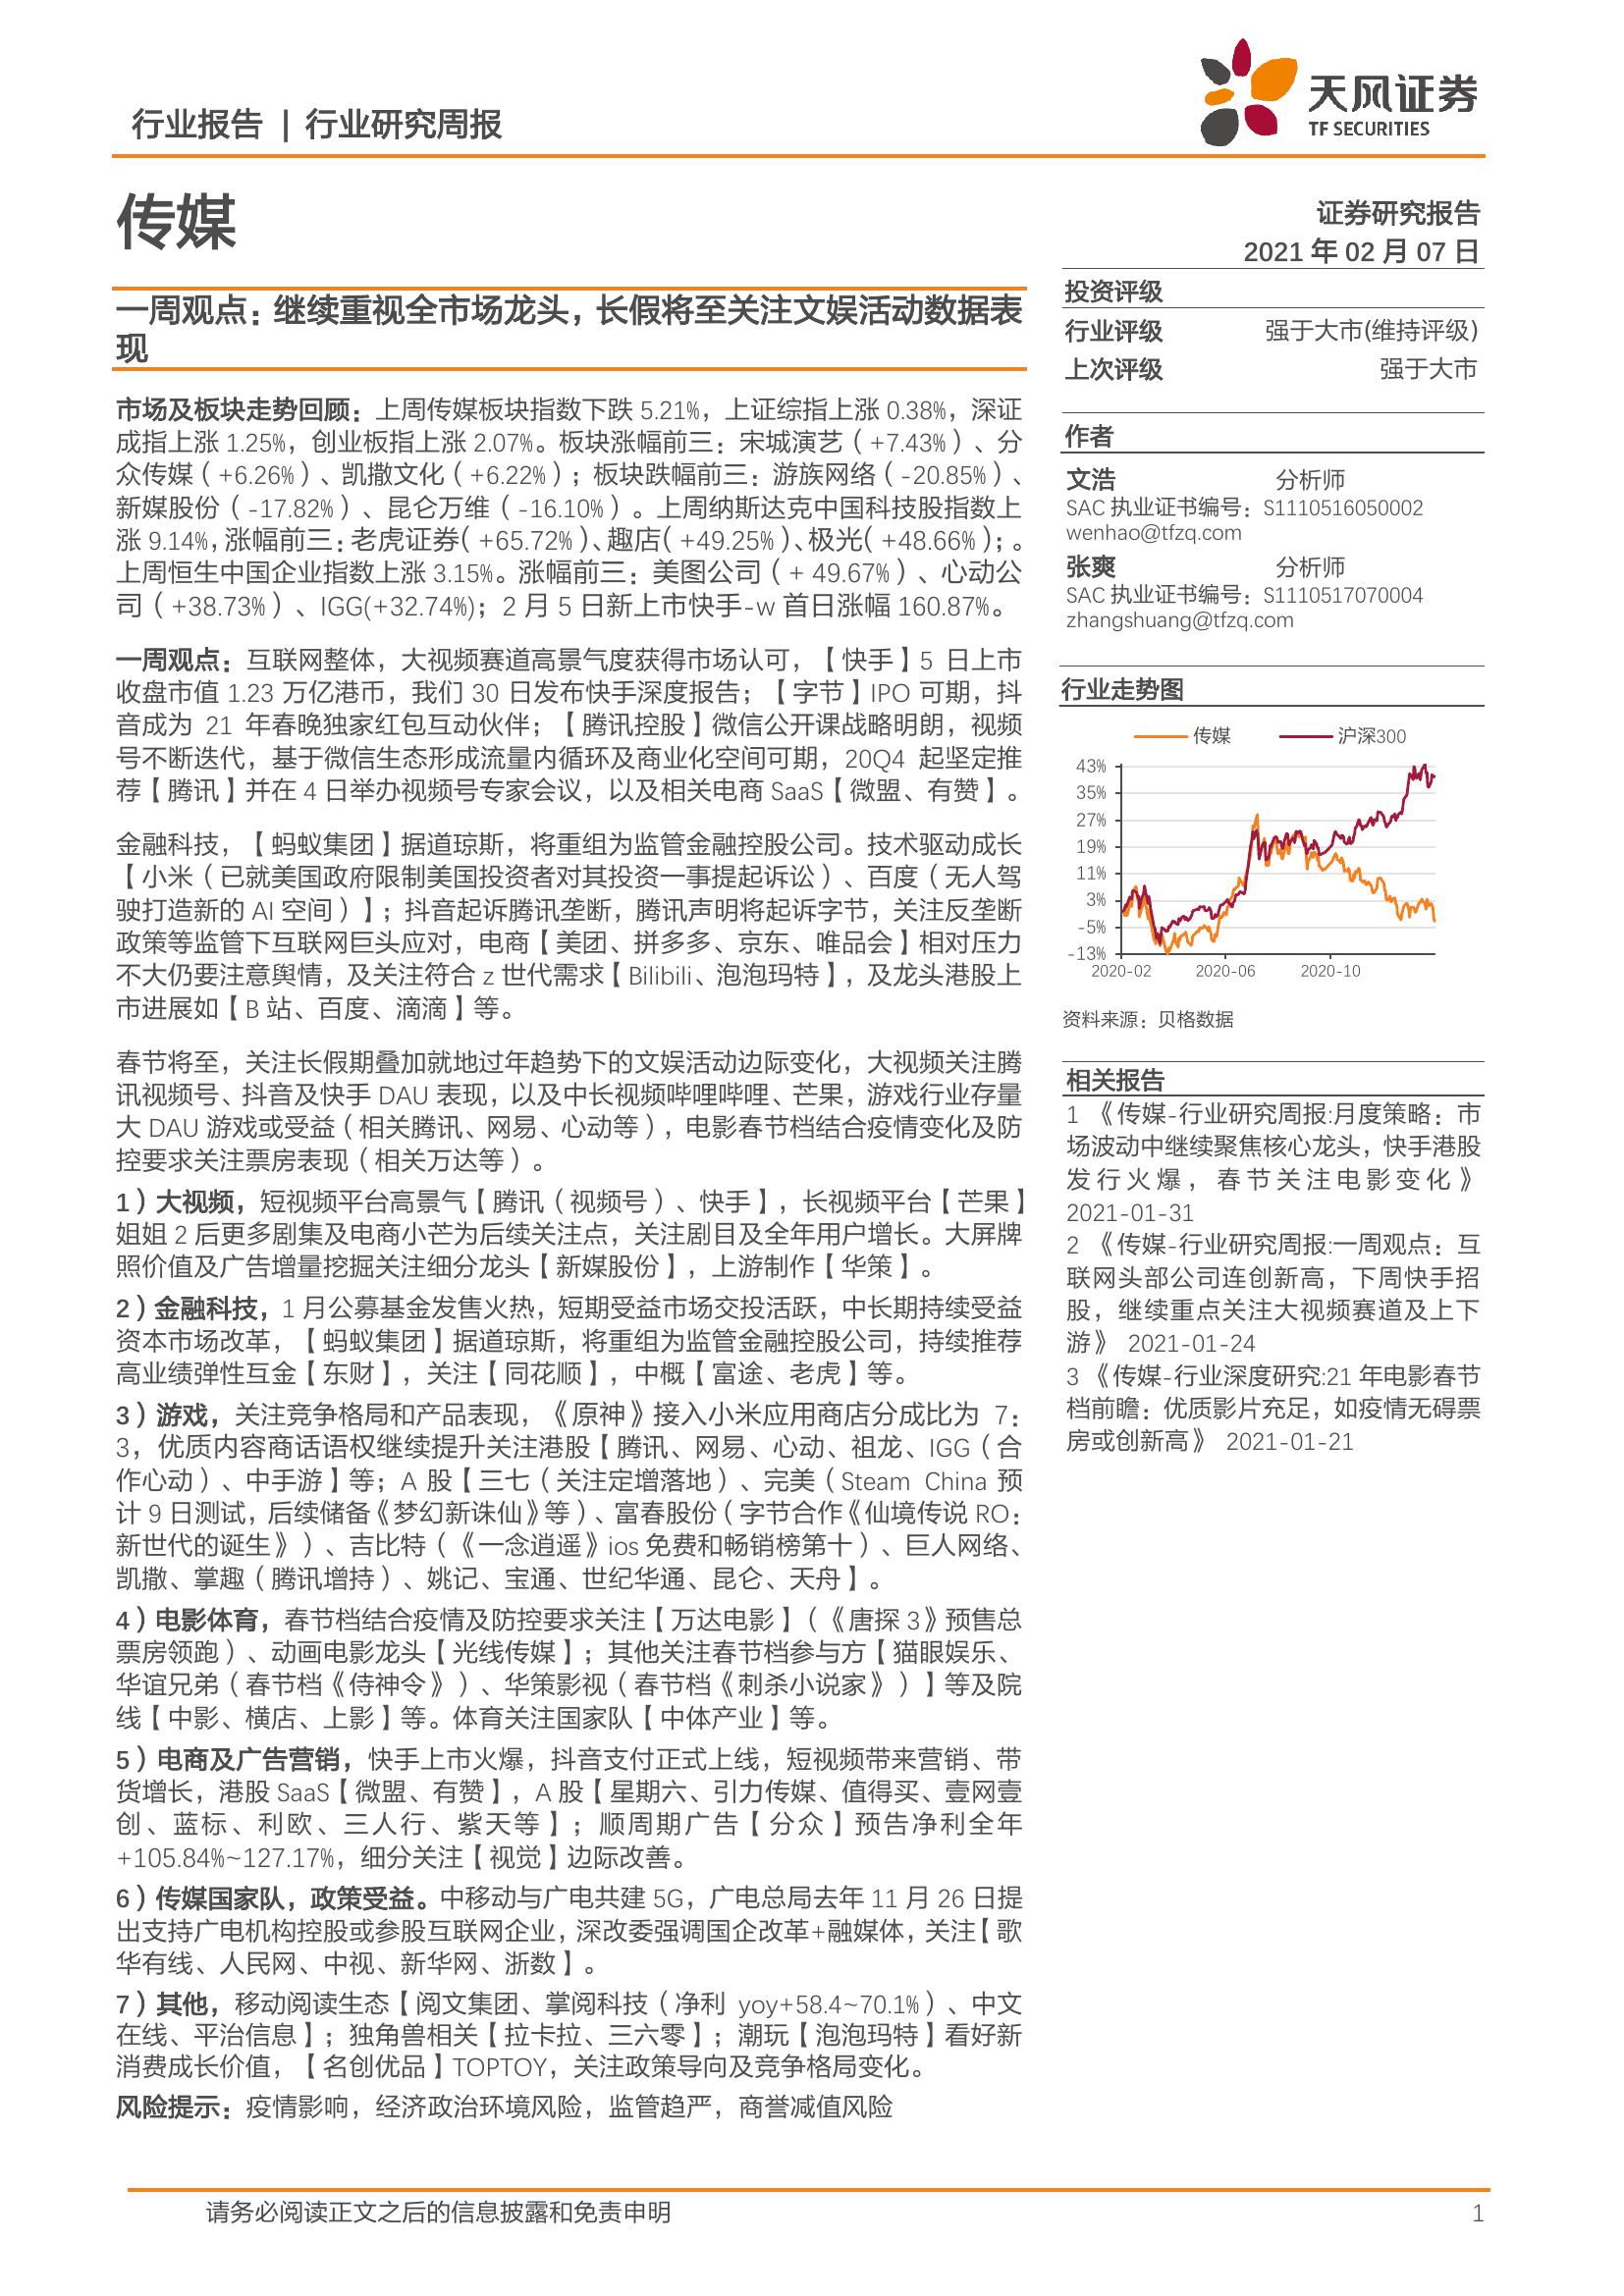 行业报告 | 行业研究周报
天风证券
TF SECURITIES
传媒
证券研究报告
2021 年 02 月 07 日
一周观点：继续重视全市场龙头，长假将至关注文娱活动数据表
现
市场及板块走势回顾：上周传媒板块指数下跌 5.21%，上证综指上涨 0.38%，深证
成指上涨 1.25%，创业板指上涨 2.07%。板块涨幅前三：宋城演艺（+7.43%）、分
众传媒（+6.26%）、凯撒文化（+6.22%）；板块跌幅前三：游族网络（-20.85%）、
新媒股份（-17.82%）、昆仑万维（-16.10%）。上周纳斯达克中国科技股指数上
涨 9.14%，涨幅前三：老虎证券（+65.72%）、趣店（+49.25%）、极光（+48.66%）；。
上周恒生中国企业指数上涨 3.15%。涨幅前三：美图公司（+ 49.67%）、心动公
司（+38.73%）、IGG(+32.74%)；2 月 5 日新上市快手-w 首日涨幅 160.87%。
一周观点：互联网整体，大视频赛道高景气度获得市场认可，【快手】5 日上市
收盘市值 1.23 万亿港币，我们 30 日发布快手深度报告；【字节】IPO 可期，抖
音成为 21 年春晚独家红包互动伙伴；【腾讯控股】微信公开课战略明朗，视频
号不断迭代，基于微信生态形成流量内循环及商业化空间可期，20Q4 起坚定推
荐【腾讯】并在 4 日举办视频号专家会议，以及相关电商 SaaS【微盟、有赞】。
金融科技，【蚂蚁集团】据道琼斯，将重组为监管金融控股公司。技术驱动成长
【小米（已就美国政府限制美国投资者对其投资一事提起诉讼）、百度（无人驾
驶打造新的 AI 空间）】；抖音起诉腾讯垄断，腾讯声明将起诉字节，关注反垄断
政策等监管下互联网巨头应对，电商【美团、拼多多、京东、唯品会】相对压力
不大仍要注意舆情，及关注符合 z 世代需求【Bilibili、泡泡玛特】，及龙头港股上
市进展如【B 站、百度、滴滴】等。
春节将至，关注长假期叠加就地过年趋势下的文娱活动边际变化，大视频关注腾
讯视频号、抖音及快手 DAU 表现，以及中长视频哔哩哔哩、芒果，游戏行业存量
大 DAU 游戏或受益（相关腾讯、网易、心动等），电影春节档结合疫情变化及防
控要求关注票房表现（相关万达等）。
1）大视频，短视频平台高景气【腾讯（视频号）、快手】，长视频平台【芒果】
姐姐 2 后更多剧集及电商小芒为后续关注点，关注剧目及全年用户增长。大屏牌
照价值及广告增量挖掘关注细分龙头【新媒股份】，上游制作【华策】。
2）金融科技，1 月公募基金发售火热，短期受益市场交投活跃，中长期持续受益
资本市场改革，【蚂蚁集团】据道琼斯，将重组为监管金融控股公司，持续推荐
高业绩弹性互金【东财】，关注【同花顺】，中概【富途、老虎】等。
3）游戏，关注竞争格局和产品表现，《原神》接入小米应用商店分成比为 7：
3，优质内容商话语权继续提升关注港股【腾讯、网易、心动、祖龙、IGG（合
作心动）、中手游】等；A 股【三七（关注定增落地）、完美（Steam China 预
计 9 日测试，后续储备《梦幻新诛仙》等）、富春股份（字节合作《仙境传说 RO：
新世代的诞生》）、吉比特（《一念逍遥》ios 免费和畅销榜第十）、巨人网络、
凯撒、掌趣（腾讯增持）、姚记、宝通、世纪华通、昆仑、天舟】。
4）电影体育，春节档结合疫情及防控要求关注【万达电影】（《唐探 3》预售总
票房领跑）、动画电影龙头【光线传媒】；其他关注春节档参与方【猫眼娱乐、
华谊兄弟（春节档《侍神令》）、华策影视（春节档《刺杀小说家》）】等及院
线【中影、横店、上影】等。体育关注国家队【中体产业】等。
5）电商及广告营销，快手上市火爆，抖音支付正式上线，短视频带来营销、带
货增长，港股 SaaS【微盟、有赞】，A 股【星期六、引力传媒、值得买、壹网壹
创、蓝标、利欧、三人行、紫天等】；顺周期广告【分众】预告净利全年
+105.84%~127.17%，细分关注【视觉】边际改善。
6）传媒国家队，政策受益。中移动与广电共建 5G，广电总局去年 11 月 26 日提
出支持广电机构控股或参股互联网企业，深改委强调国企改革+融媒体，关注【歌
华有线、人民网、中视、新华网、浙数】。
7）其他，移动阅读生态【阅文集团、掌阅科技（净利 yoy+58.4~70.1%）、中文
在线、平治信息】；独角兽相关【拉卡拉、三六零】；潮玩【泡泡玛特】看好新
消费成长价值，【名创优品】TOPTOY，关注政策导向及竞争格局变化。
风险提示：疫情影响，经济政治环境风险，监管趋严，商誉减值风险
投资评级
行业评级 强于大市(维持评级)
上次评级 强于大市
作者
文浩 分析师
SAC 执业证书编号：S1110516050002
wenhao@tfzq.com
张爽 分析师
SAC 执业证书编号：S1110517070004
zhangshuang@tfzq.com
行业走势图
传媒 沪深300
43%
35%
27%
19%
11%
3%
-5%
-13%
2020-02 2020-06 2020-10
资料来源：贝格数据
相关报告
1 《传媒-行业研究周报:月度策略：市
场波动中继续聚焦核心龙头，快手港股
发行火爆，春节关注电影变化》
2021-01-31
2 《传媒-行业研究周报:一周观点：互
联网头部公司连创新高，下周快手招
股，继续重点关注大视频赛道及上下
游》 2021-01-24
3 《传媒-行业深度研究:21 年电影春节
档前瞻：优质影片充足，如疫情无碍票
房或创新高》 2021-01-21
请务必阅读正文之后的信息披露和免责申明 1